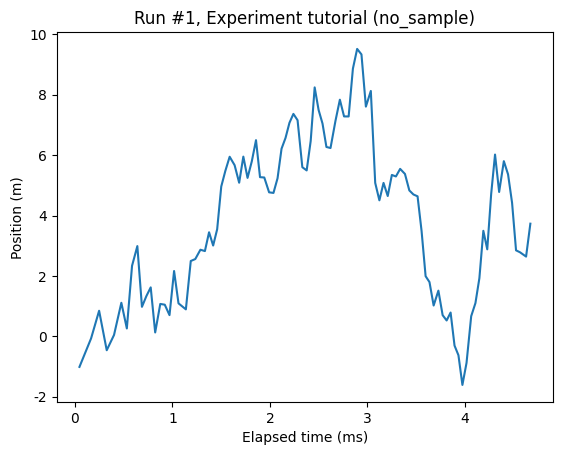 Run #1, Experiment tutorial (no_sample)
10
8
6
4
2
0
-2
Position (m)
0 1 2 3 4
Elapsed time (ms)